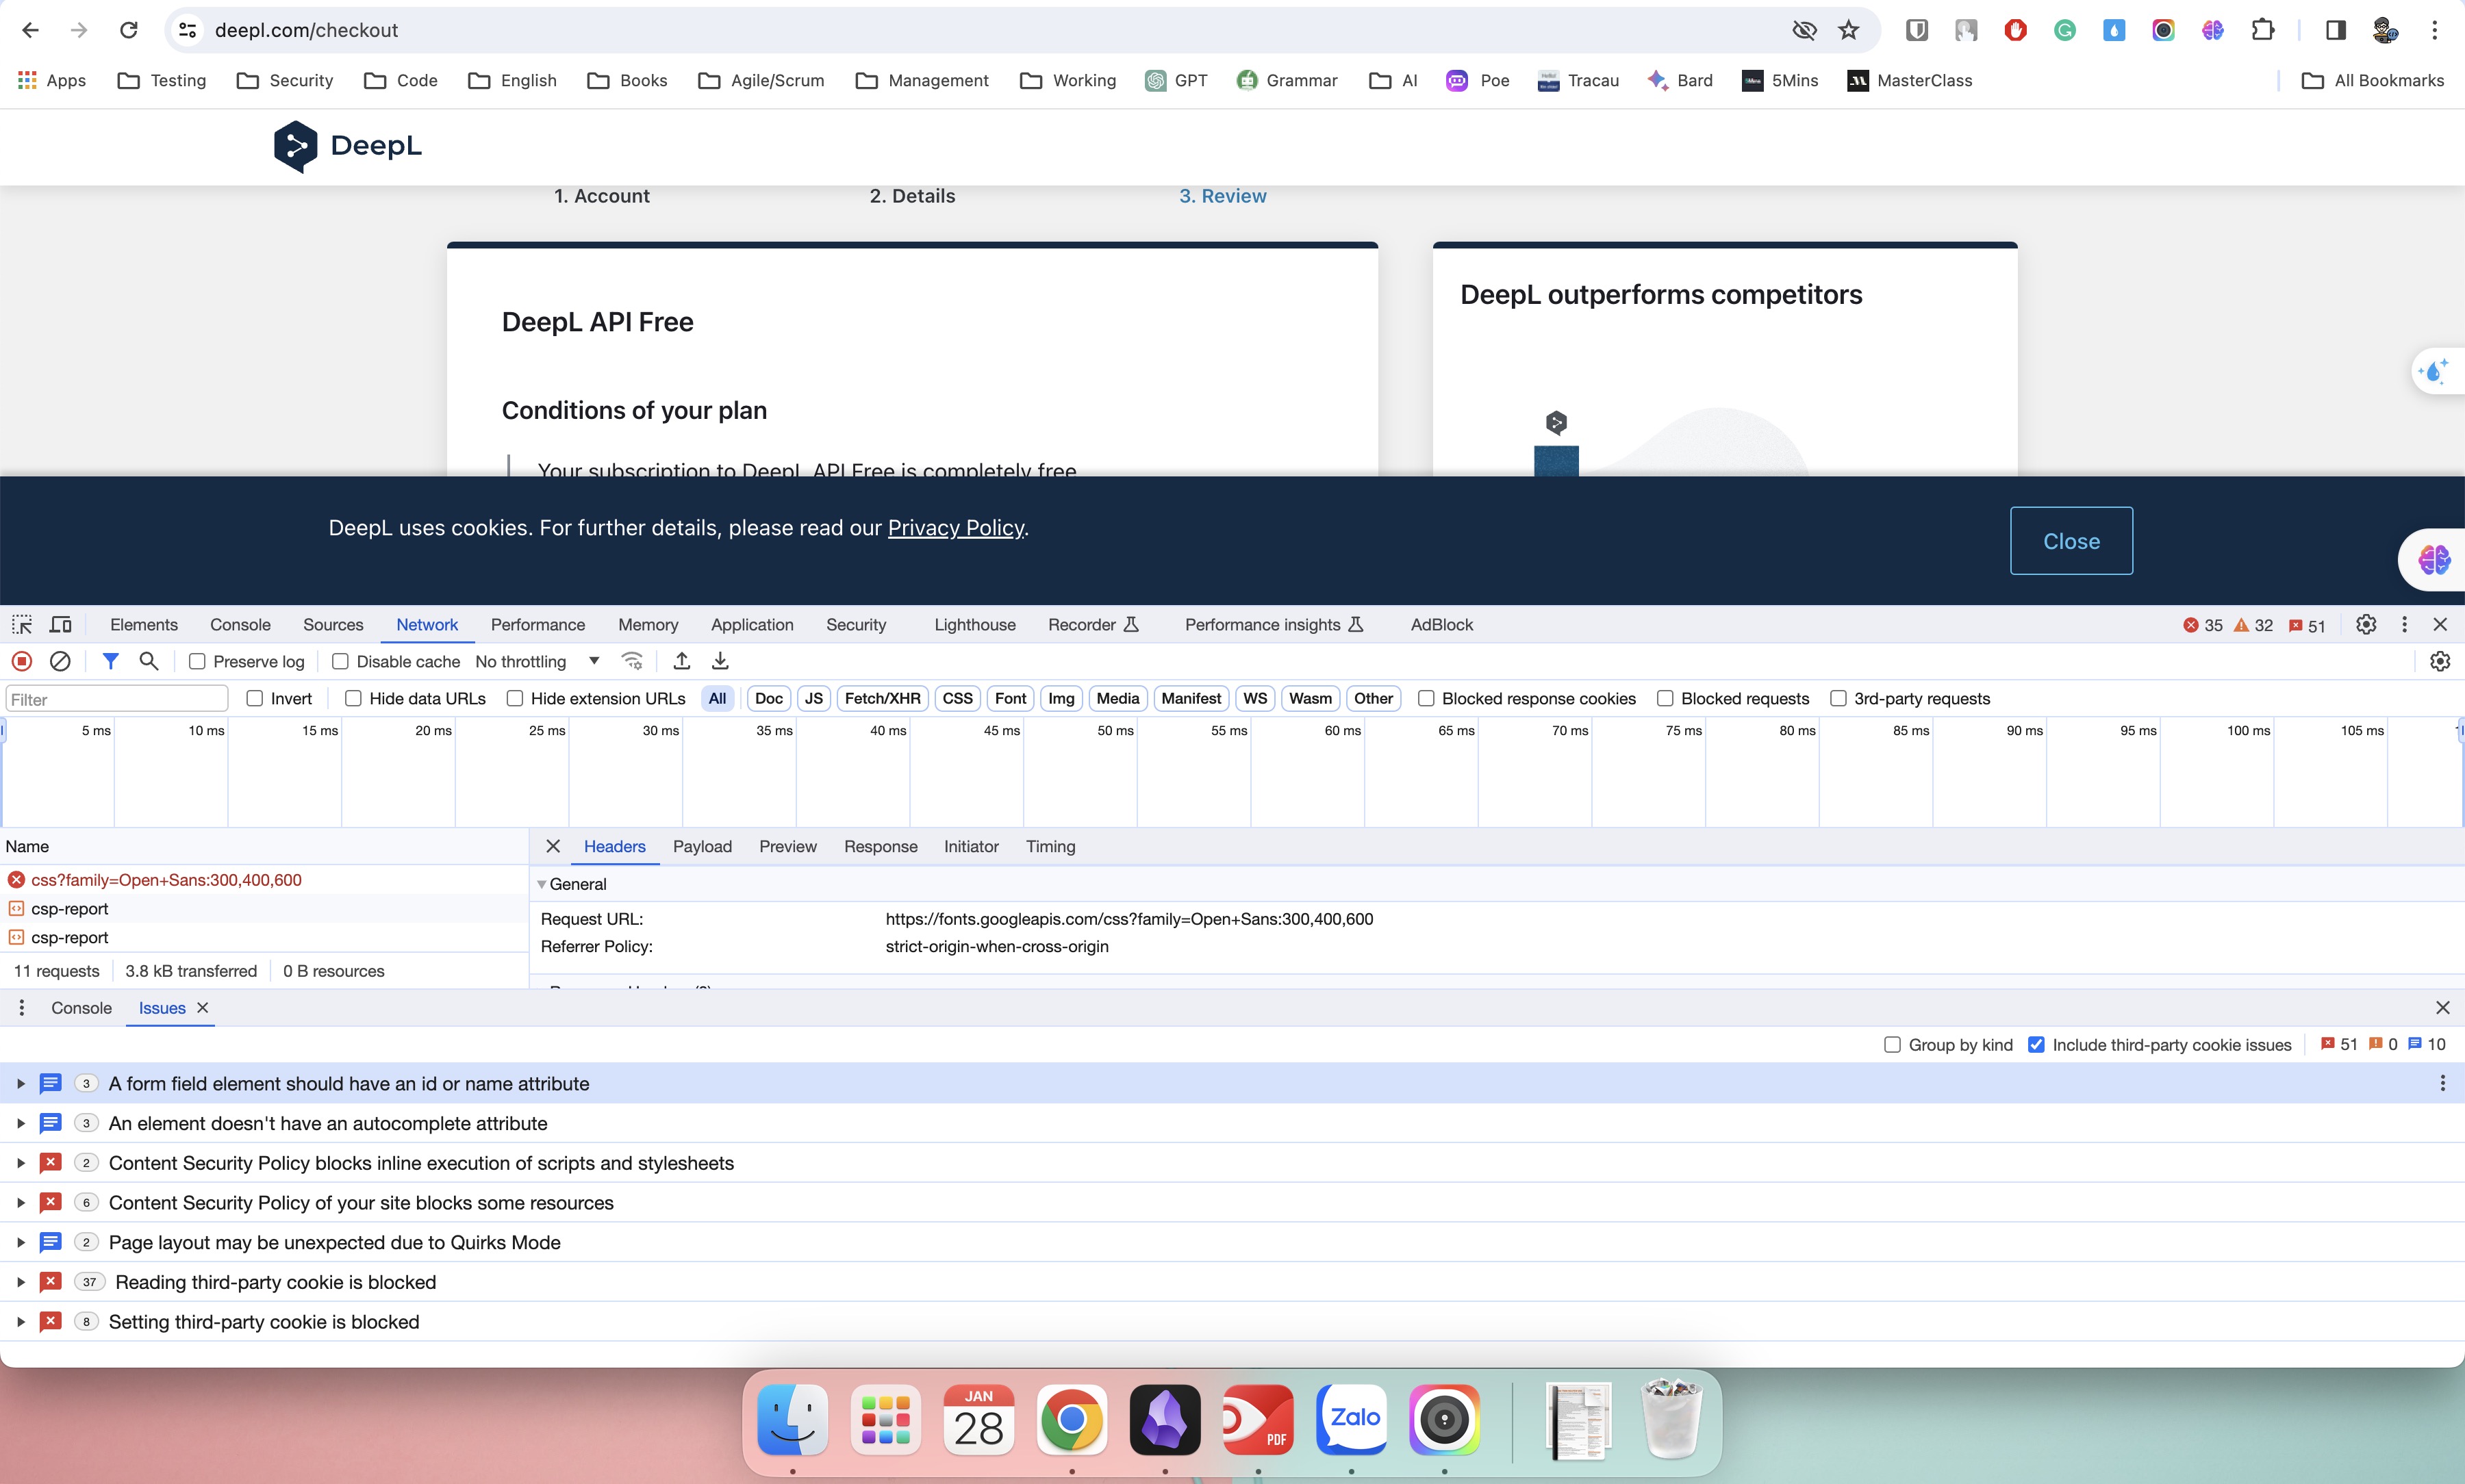 deepl.com/checkout
Apps Testing Security Code English Books Agile/Scrum Management Working GPT Grammar AI Poe Tracau Bard 5Mins MasterClass All Bookmarks
DeepL
1. Account 2. Details 3. Review
DeepL API Free
Conditions of your plan
Your subscription to DeepL API Free is completely free
DeepL outperforms competitors
DeepL uses cookies. For further details, please read our Privacy Policy.
Close
Elements Console Sources Network Performance Memory Application Security Lighthouse Recorder Performance insights AdBlock 35 32 51
Preserve log Disable cache No throttling
Filter Invert Hide data URLs Hide extension URLs All Doc JS Fetch/XHR CSS Font Img Media Manifest WS Wasm Other Blocked response cookies Blocked requests 3rd-party requests
5 ms 10 ms 15 ms 20 ms 25 ms 30 ms 35 ms 40 ms 45 ms 50 ms 55 ms 60 ms 65 ms 70 ms 75 ms 80 ms 85 ms 90 ms 95 ms 100 ms 105 ms
Name
css?family=Open+Sans:300,400,600
csp-report
csp-report
11 requests 3.8 kB transferred 0 B resources
Headers Payload Preview Response Initiator Timing
General
Request URL: https://fonts.googleapis.com/css?family=Open+Sans:300,400,600
Referrer Policy: strict-origin-when-cross-origin
Console Issues
Group by kind Include third-party cookie issues 51 0 10
3 A form field element should have an id or name attribute
3 An element doesn't have an autocomplete attribute
2 Content Security Policy blocks inline execution of scripts and stylesheets
6 Content Security Policy of your site blocks some resources
2 Page layout may be unexpected due to Quirks Mode
37 Reading third-party cookie is blocked
8 Setting third-party cookie is blocked
JAN
28
PDF
Zalo